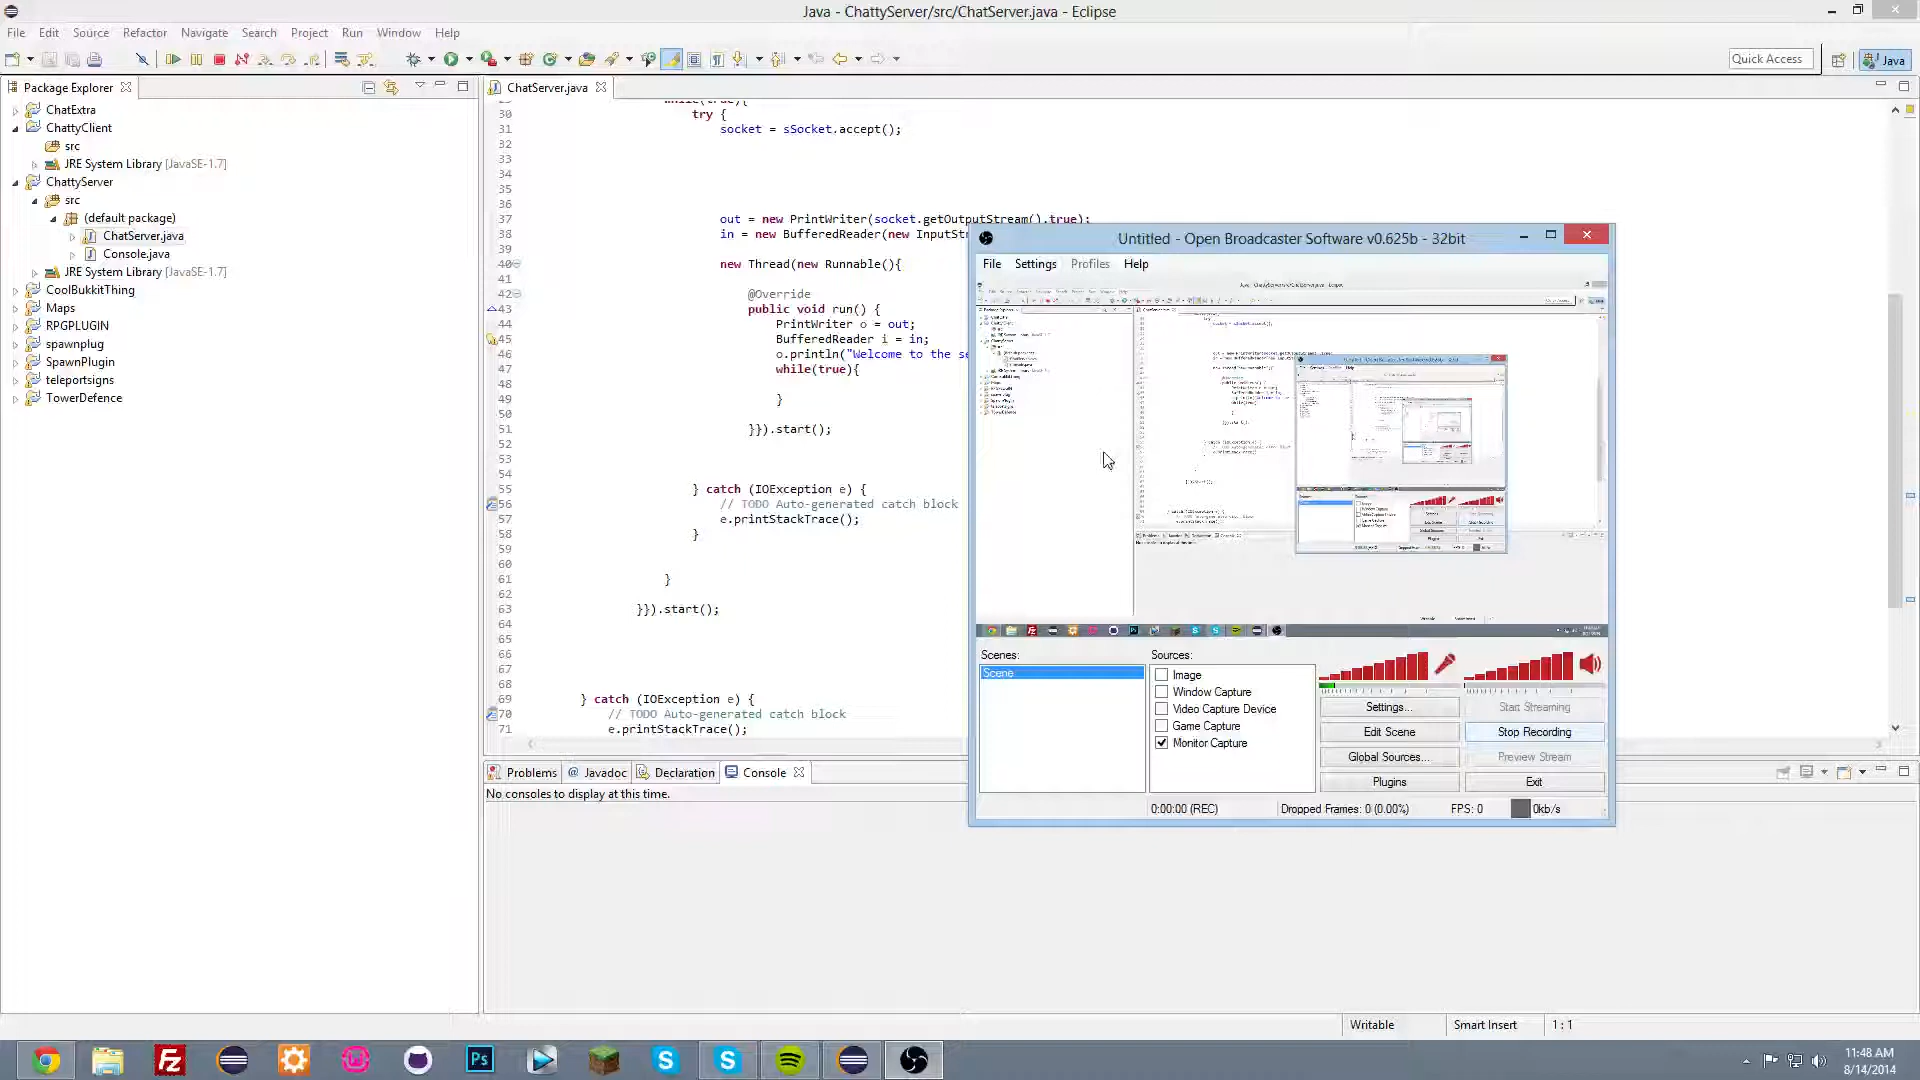 Java - ChattyServer/src/ChatServer.java - Eclipse
File Edit Source Refactor Navigate Search Project Run Window Help
Quick Access
Java
Package Explorer
ChatExtra
ChattyClient
src
JRE System Library [JavaSE-1.7]
ChattyServer
src
(default package)
ChatServer.java
Console.java
JRE System Library [JavaSE-1.7]
CoolBukkitThing
Maps
RPGPLUGIN
spawnplug
SpawnPlugin
teleportsigns
TowerDefence
ChatServer.java
while(true){
30 try {
31 socket = sSocket.accept();
32
33
34
35
36
37 out = new PrintWriter(socket.getOutputStream(),true);
38 in = new BufferedReader(new InputStr
39
40 new Thread(new Runnable(){
41
42 @Override
43 public void run() {
44 PrintWriter o = out;
45 BufferedReader i = in;
46 o.println("Welcome to the se
47 while(true){
48
49 }
50
51 }}).start();
52
53
54
55 } catch (IOException e) {
56 // TODO Auto-generated catch block
57 e.printStackTrace();
58 }
59
60
61 }
62
63 }}).start();
64
65
66
67
68
69 } catch (IOException e) {
70 // TODO Auto-generated catch block
71 e.printStackTrace();
Problems @ Javadoc Declaration Console
No consoles to display at this time.
Untitled - Open Broadcaster Software v0.625b - 32bit
File Settings Profiles Help
Scenes:
Scene
Sources:
Image
Window Capture
Video Capture Device
Game Capture
Monitor Capture
Settings...
Start Streaming
Edit Scene
Stop Recording
Global Sources...
Preview Stream
Plugins
Exit
0:00:00 (REC)
Dropped Frames: 0 (0.00%)
FPS: 0
0kb/s
Writable
Smart Insert
1 : 1
Fz
Ps
S
S
11:48 AM
8/14/2014